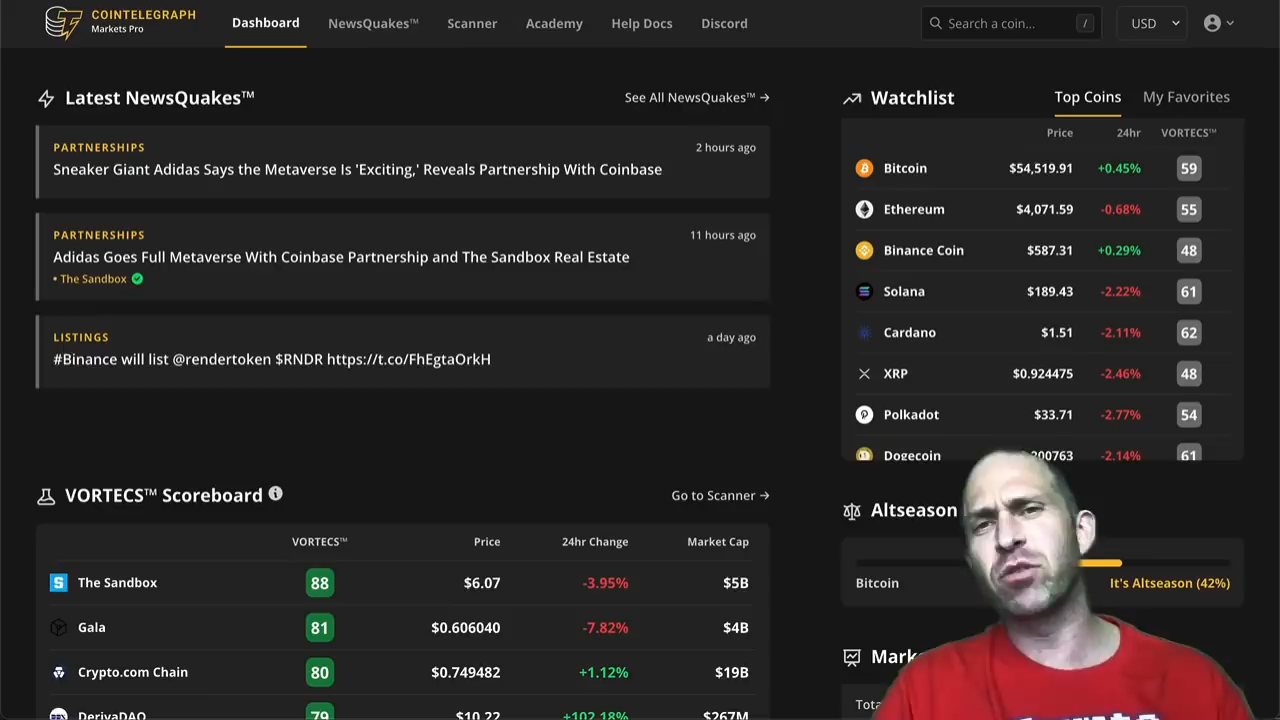 COINTELEGRAPH
Markets Pro
Dashboard
NewsQuakes™
Scanner
Academy
Help Docs
Discord
Search a coin...
/
USD
Latest NewsQuakes™
See All NewsQuakes™ →
PARTNERSHIPS
2 hours ago
Sneaker Giant Adidas Says the Metaverse Is 'Exciting,' Reveals Partnership With Coinbase
PARTNERSHIPS
11 hours ago
Adidas Goes Full Metaverse With Coinbase Partnership and The Sandbox Real Estate
• The Sandbox
LISTINGS
a day ago
#Binance will list @rendertoken $RNDR https://t.co/FhEgtaOrkH
VORTECS™ Scoreboard
Go to Scanner →
VORTECS™ Price 24hr Change Market Cap
The Sandbox 88 $6.07 -3.95% $5B
Gala 81 $0.606040 -7.82% $4B
Crypto.com Chain 80 $0.749482 +1.12% $19B
DerivaDAO 79 $10.22 +102.18% $267M
Watchlist
Top Coins
My Favorites
Price 24hr VORTECS™
Bitcoin $54,519.91 +0.45% 59
Ethereum $4,071.59 -0.68% 55
Binance Coin $587.31 +0.29% 48
Solana $189.43 -2.22% 61
Cardano $1.51 -2.11% 62
XRP $0.924475 -2.46% 48
Polkadot $33.71 -2.77% 54
Dogecoin 200763 -2.14% 61
Altseason
Bitcoin
It's Altseason (42%)